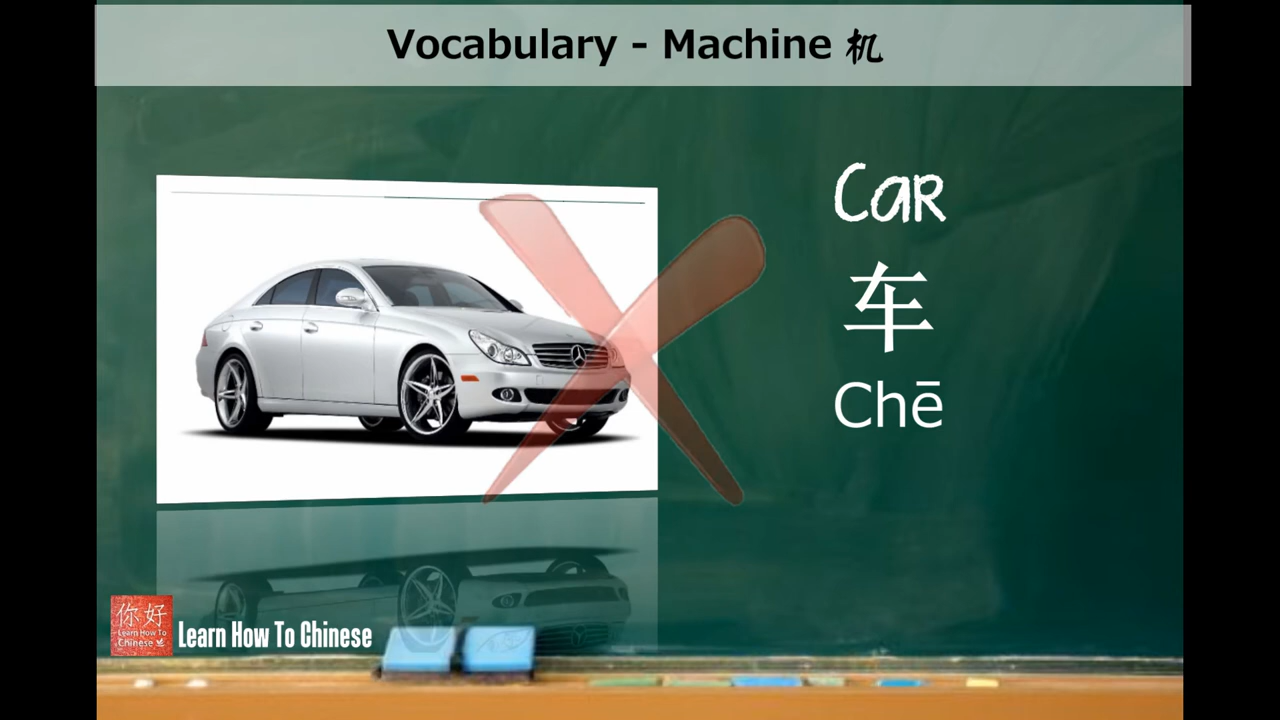 Vocabulary - Machine 机
Car
车
Chē
你好
Learn How To
Chinese
Learn How To Chinese